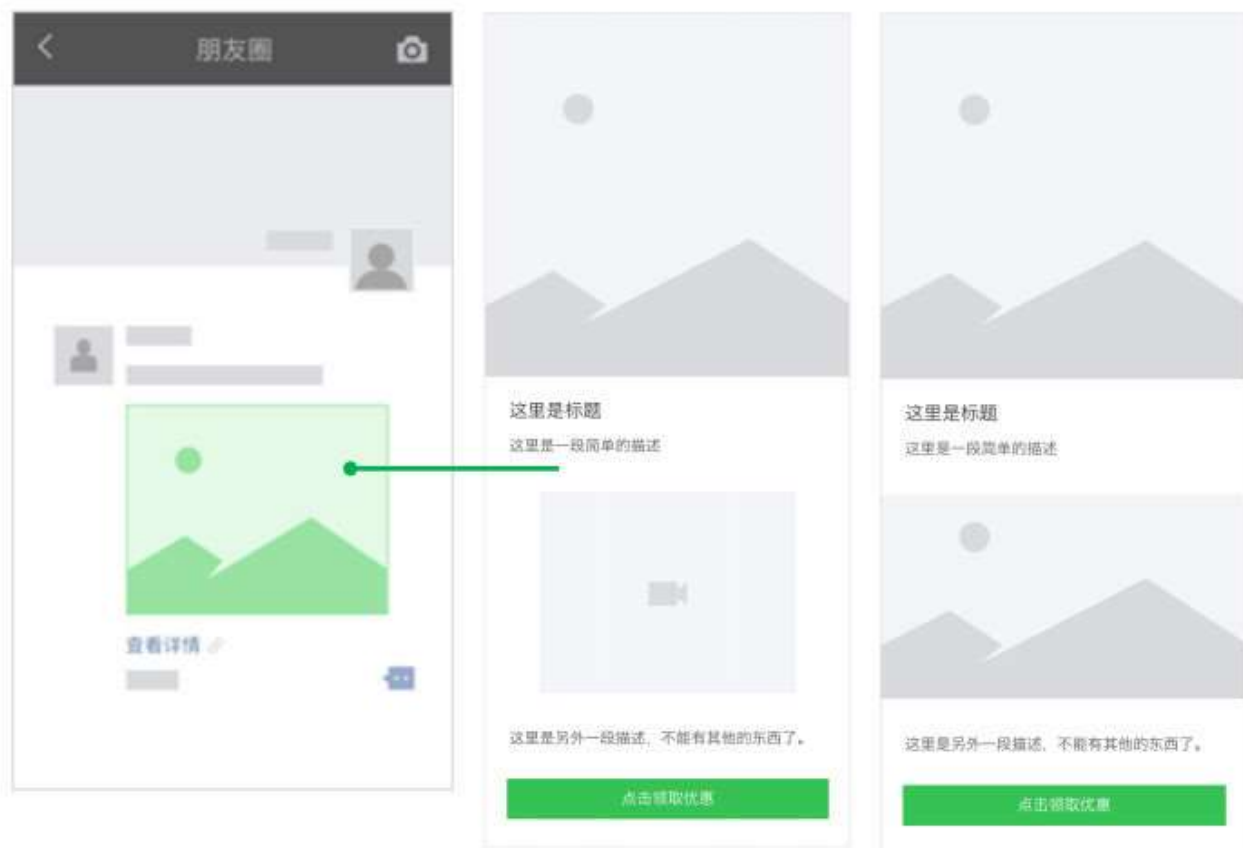 朋友圈
查看详情
这里是标题
这里是一段简单的描述
这里是另外一段描述，不能有其他的东西了。
点击领取优惠
这里是标题
这里是一段简单的描述
这里是另外一段描述，不能有其他的东西了。
点击领取优惠